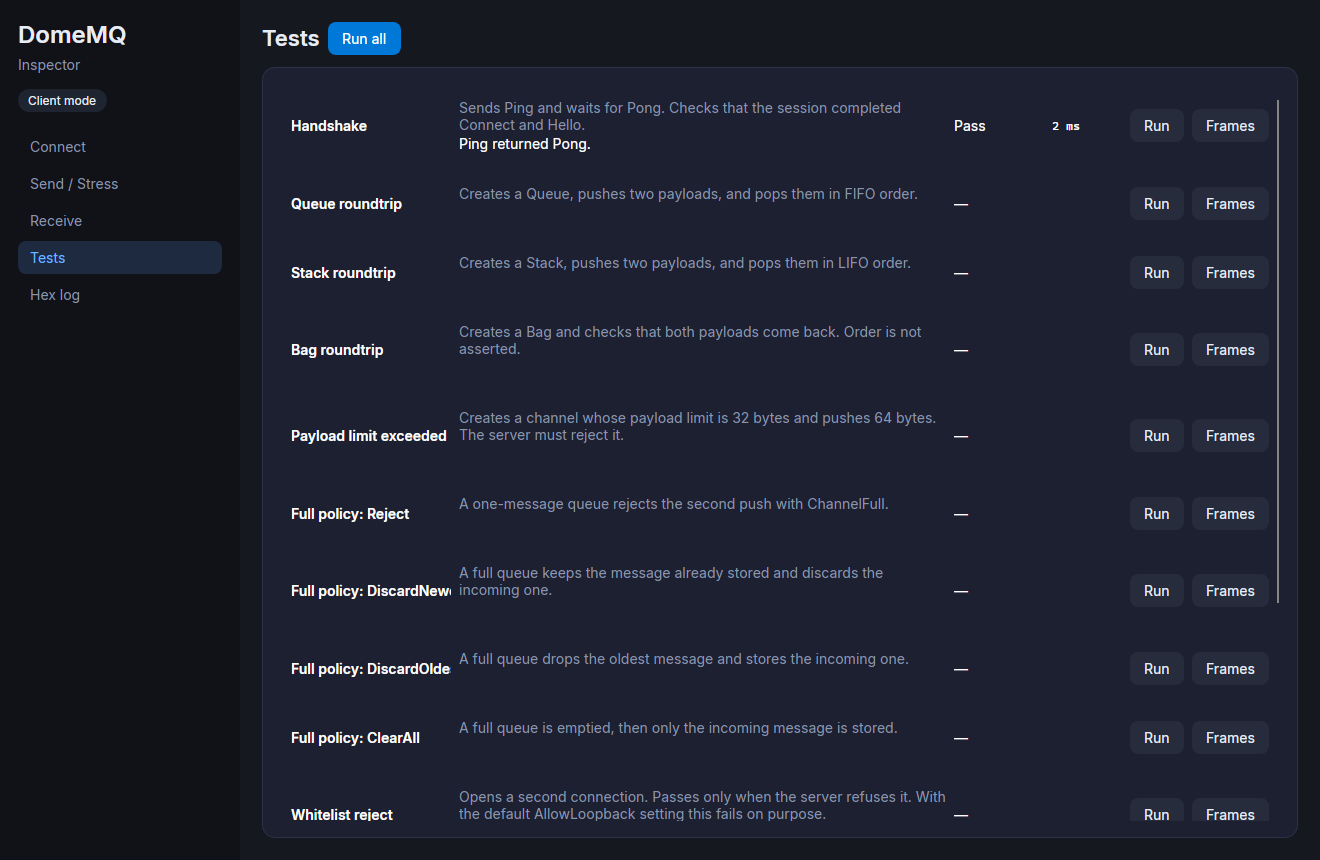 DomeMQ
Inspector
Client mode
Connect
Send / Stress
Receive
Tests
Hex log
Tests
Run all
Handshake
Sends Ping and waits for Pong. Checks that the session completed
Connect and Hello.
Ping returned Pong.
Pass
2 ms
Run
Frames
Queue roundtrip
Creates a Queue, pushes two payloads, and pops them in FIFO order.
—
Run
Frames
Stack roundtrip
Creates a Stack, pushes two payloads, and pops them in LIFO order.
—
Run
Frames
Bag roundtrip
Creates a Bag and checks that both payloads come back. Order is not
asserted.
—
Run
Frames
Payload limit exceeded
Creates a channel whose payload limit is 32 bytes and pushes 64 bytes.
The server must reject it.
—
Run
Frames
Full policy: Reject
A one-message queue rejects the second push with ChannelFull.
—
Run
Frames
Full policy:
A full queue keeps the message already stored and discards the
incoming one.
—
Run
Frames
Full policy:
A full queue drops the oldest message and stores the incoming one.
—
Run
Frames
Full policy: ClearAll
A full queue is emptied, then only the incoming message is stored.
—
Run
Frames
Whitelist reject
Opens a second connection. Passes only when the server refuses it. With
the default AllowLoopback setting this fails on purpose.
—
Run
Frames